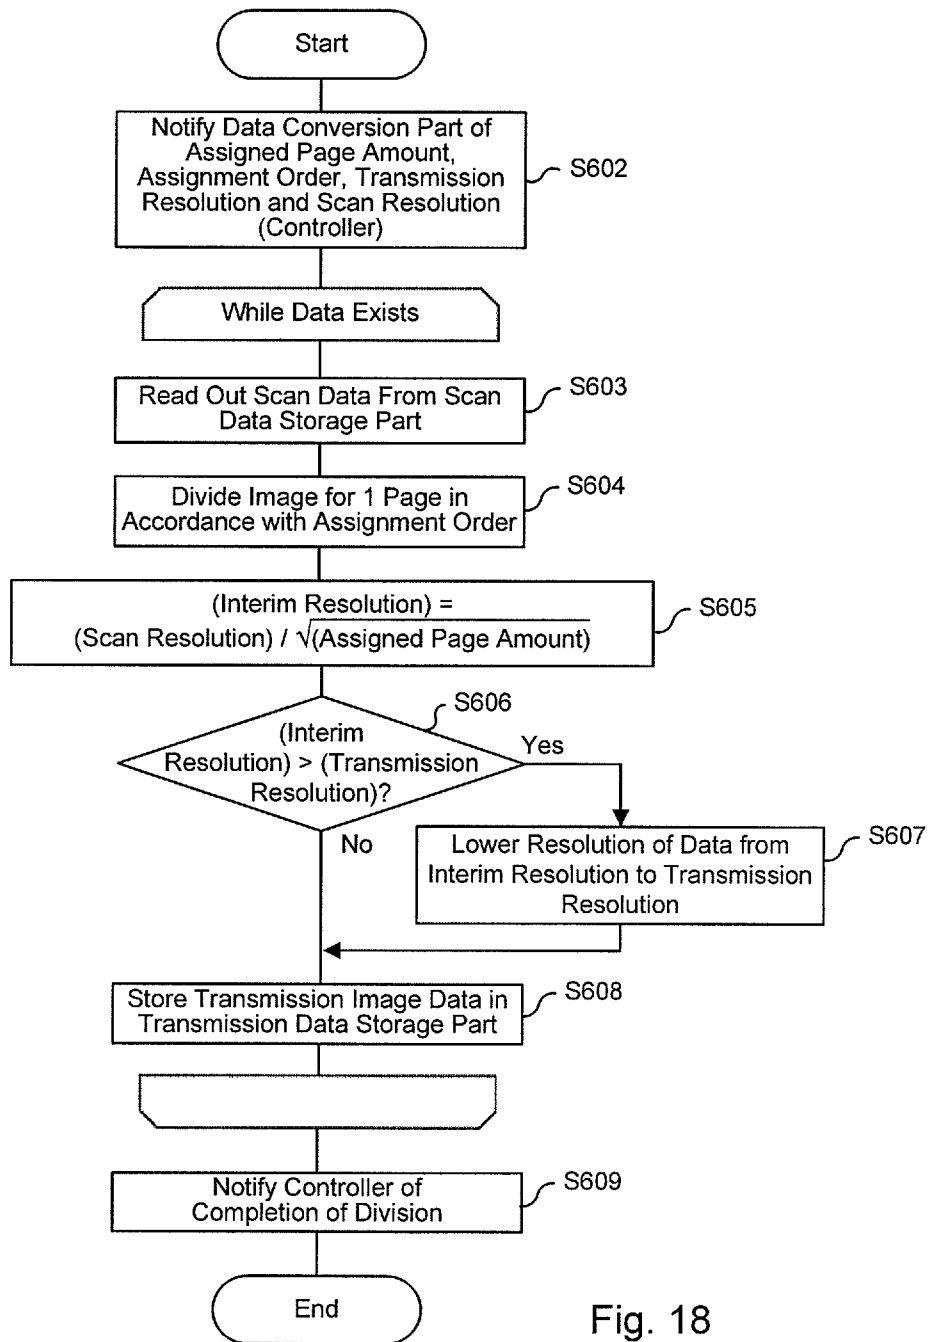 Start
Notify Data Conversion Part of
Assigned Page Amount,
Assignment Order, Transmission
Resolution and Scan Resolution
(Controller)
S602
While Data Exists
Read Out Scan Data From Scan
Data Storage Part
S603
Divide Image for 1 Page in
Accordance with Assignment Order
S604
(Interim Resolution) =
(Scan Resolution) / √(Assigned Page Amount)
S605
(Interim
Resolution) > (Transmission
Resolution)?
S606
Yes
No
Lower Resolution of Data from
Interim Resolution to Transmission
Resolution
S607
Store Transmission Image Data in
Transmission Data Storage Part
S608
Notify Controller of
Completion of Division
S609
End
Fig. 18